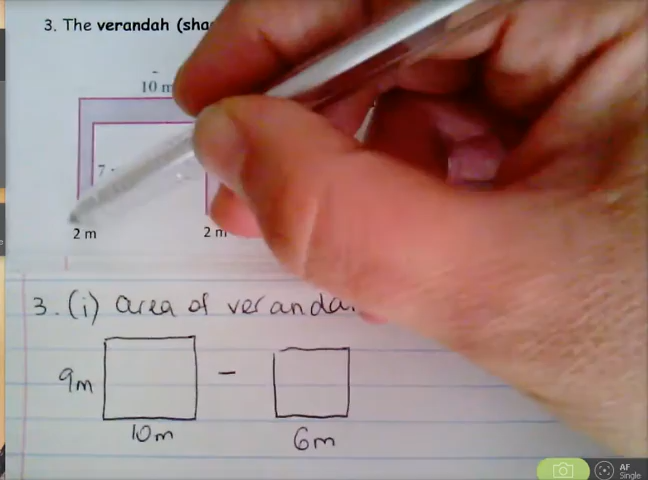 3. The verandah (sha
10 m
7
2 m 2 m
3. (i) area of veranda
9m
-
10m 6m
AF
Single